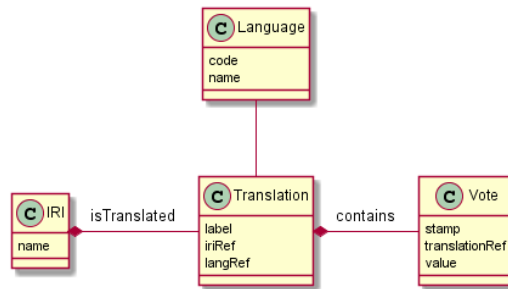 C Language
code
name
C IRI
name
isTranslated
C Translation
label
iriRef
langRef
contains
C Vote
stamp
translationRef
value